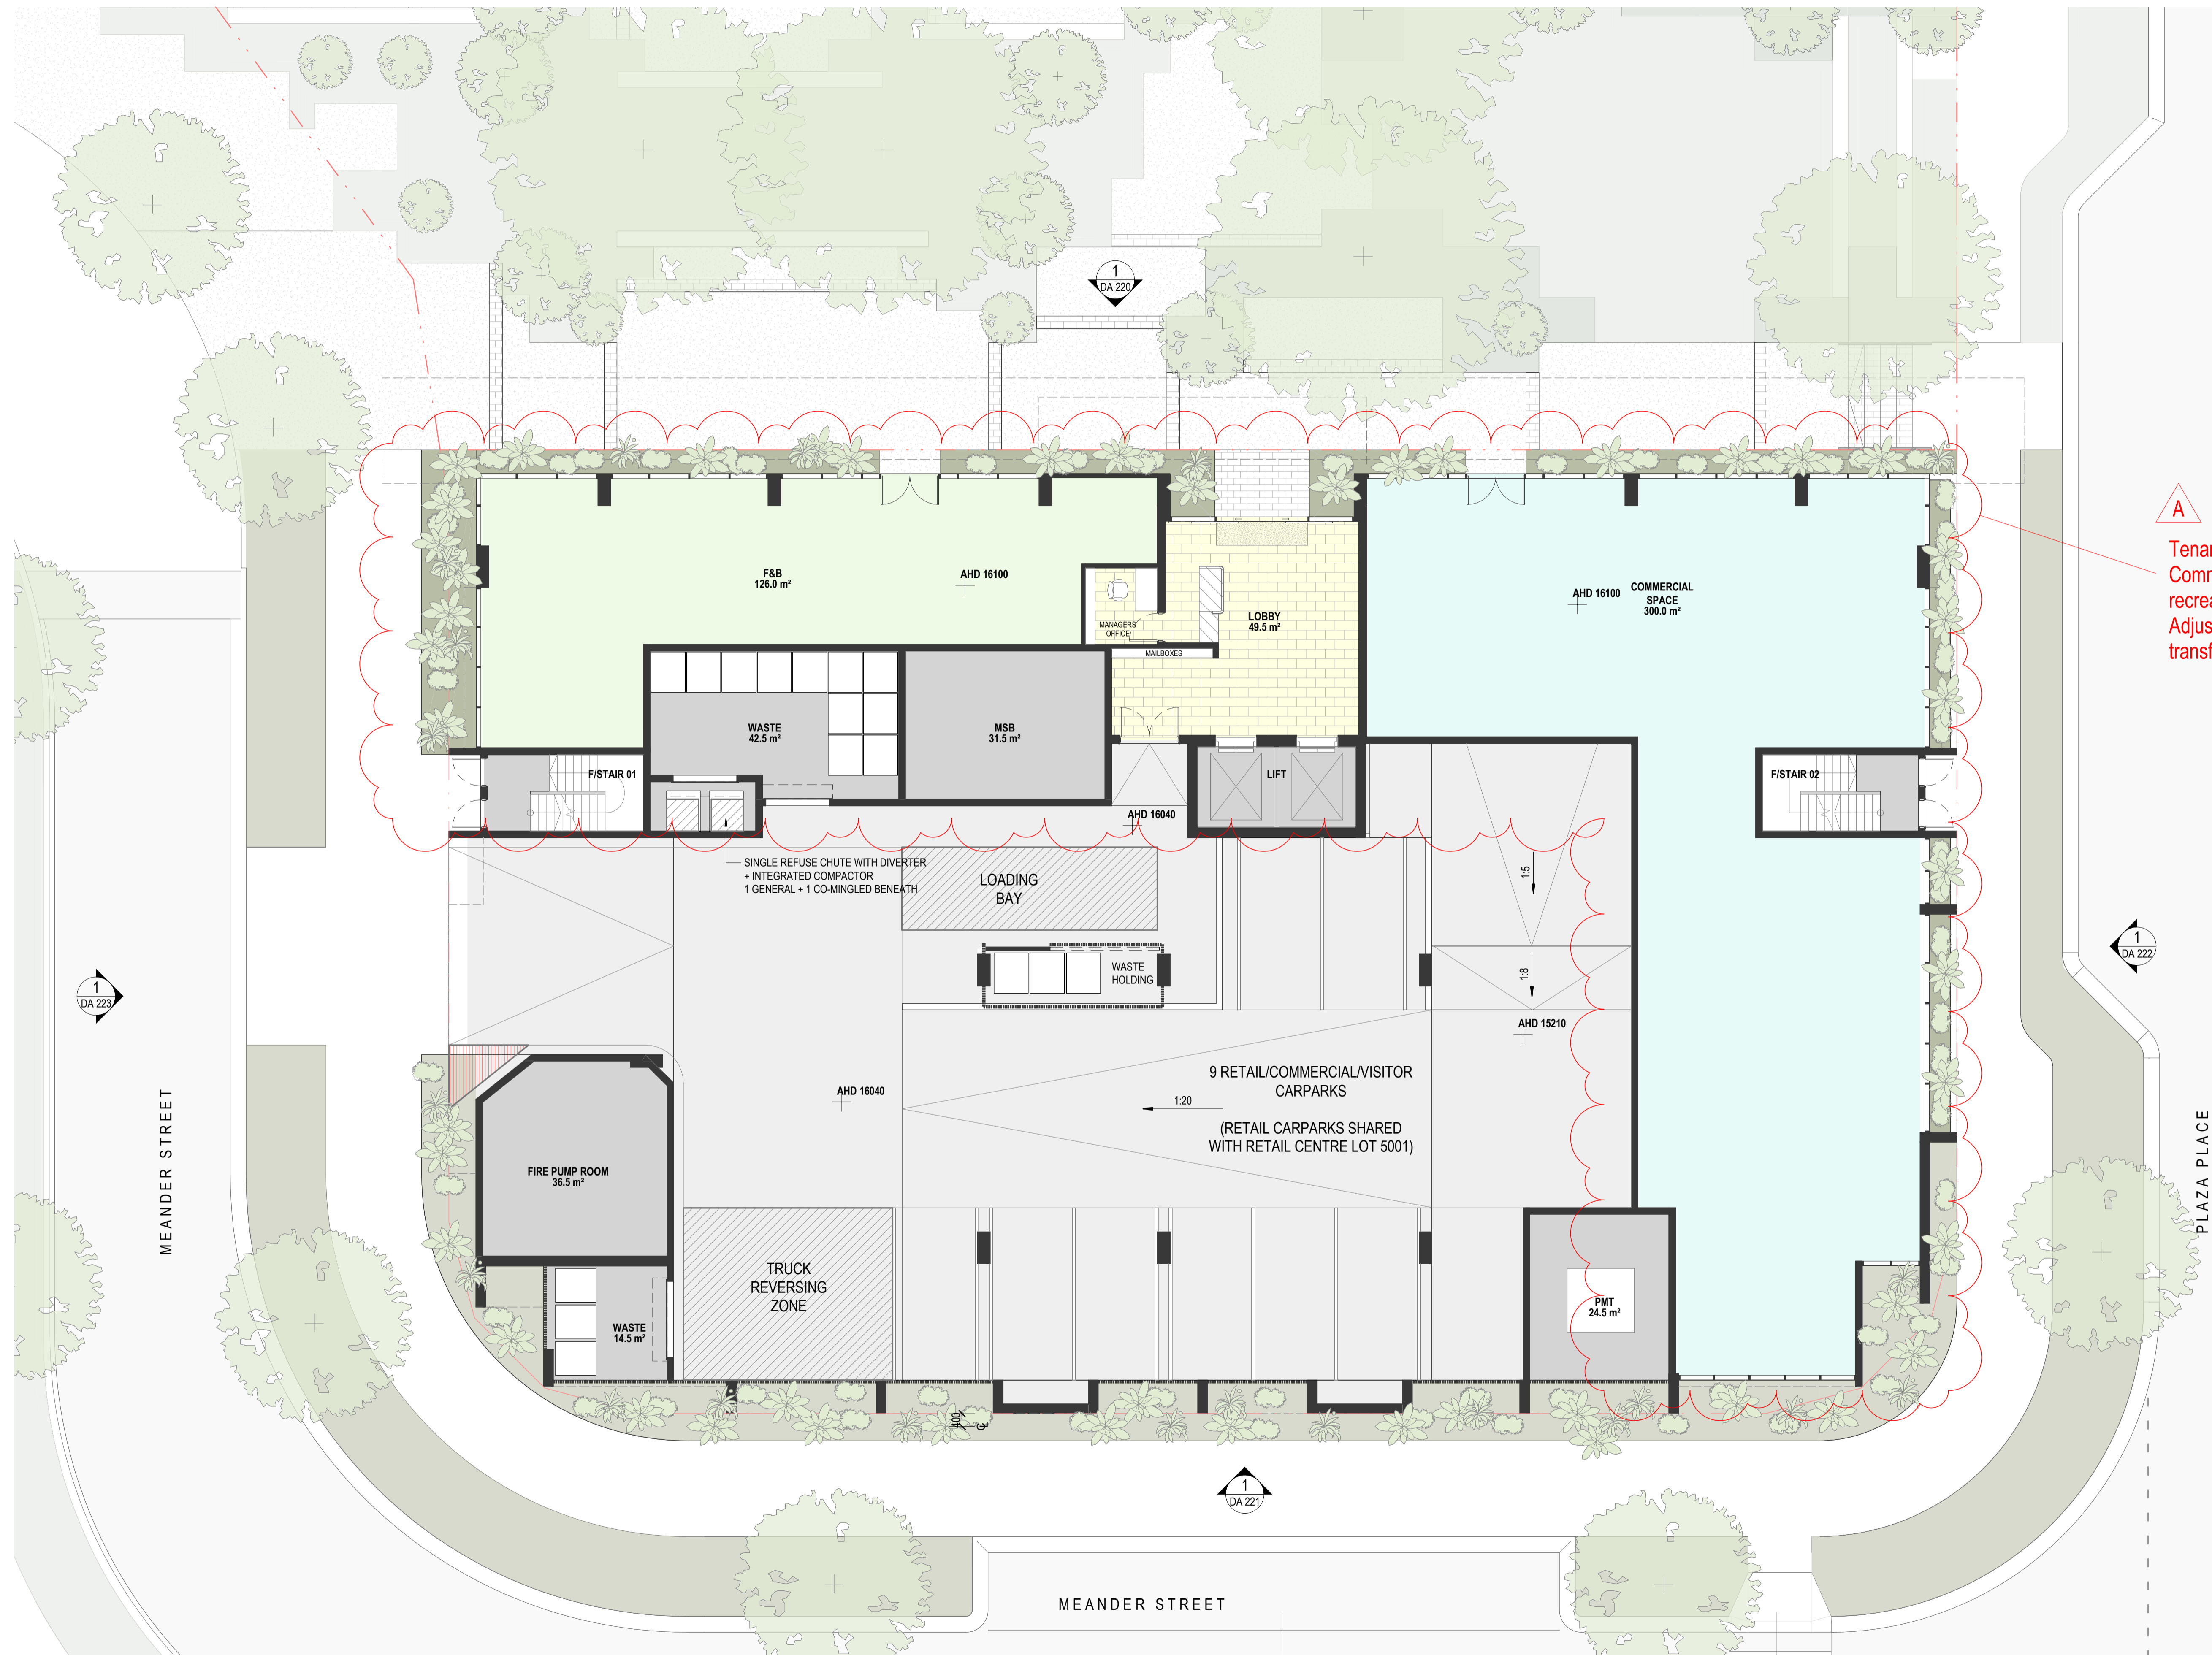 1
DA 220
A
Tenan
Comm
recrea
Adjus
transf
F&B
126.0 m²
AHD 16100
MANAGERS
OFFICE
LOBBY
49.5 m²
MAILBOXES
AHD 16100
COMMERCIAL
SPACE
300.0 m²
WASTE
42.5 m²
MSB
31.5 m²
F/STAIR 01
LIFT
F/STAIR 02
AHD 16040
SINGLE REFUSE CHUTE WITH DIVERTER
+ INTEGRATED COMPACTOR
1 GENERAL + 1 CO-MINGLED BENEATH
LOADING
BAY
1:5
WASTE
HOLDING
1:8
1
DA 223
1
DA 222
AHD 15210
AHD 16040
1:20
9 RETAIL/COMMERCIAL/VISITOR
CARPARKS
(RETAIL CARPARKS SHARED
WITH RETAIL CENTRE LOT 5001)
MEANDER STREET
PLAZA PLACE
FIRE PUMP ROOM
36.5 m²
TRUCK
REVERSING
ZONE
WASTE
14.5 m²
PMT
24.5 m²
400
1
DA 221
MEANDER STREET